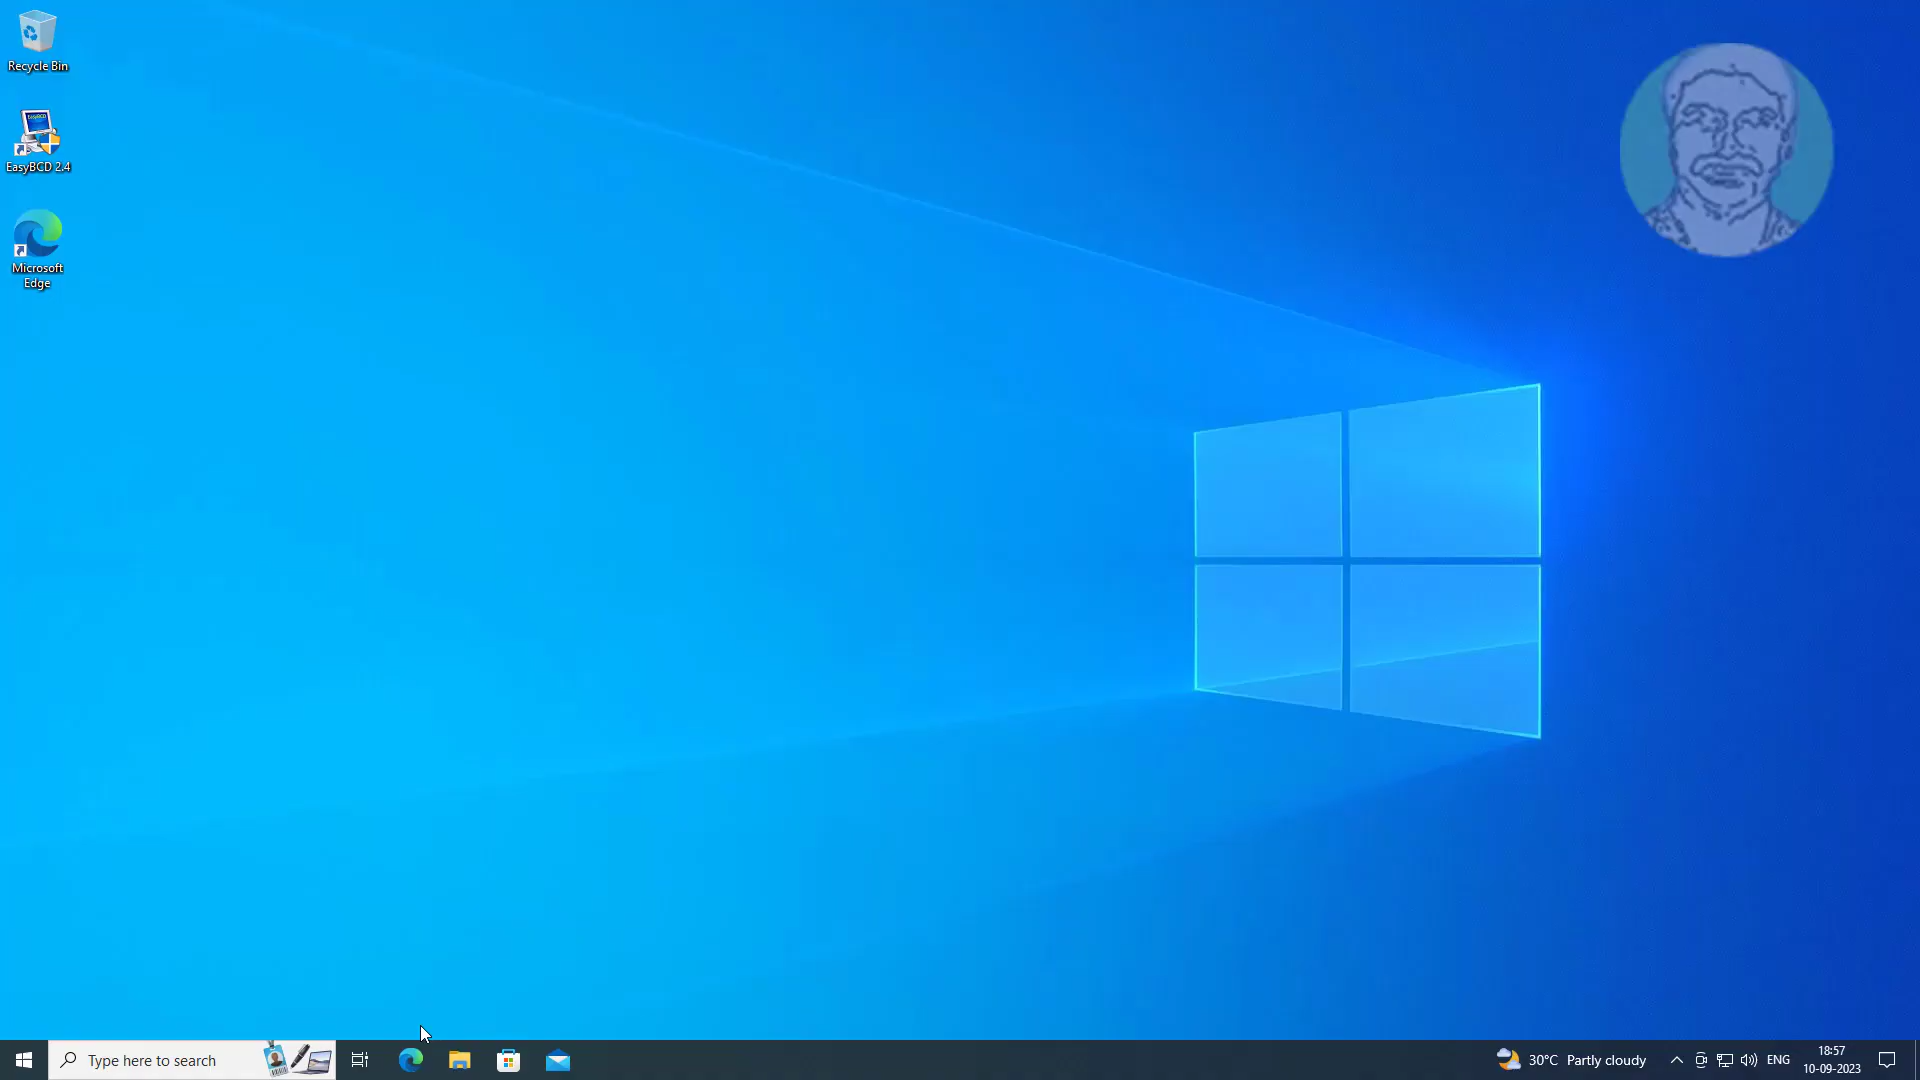 Recycle Bin
EasyBCD 2.4
Microsoft
Edge
Type here to search
30°C Partly cloudy
ENG
18:57
10-09-2023